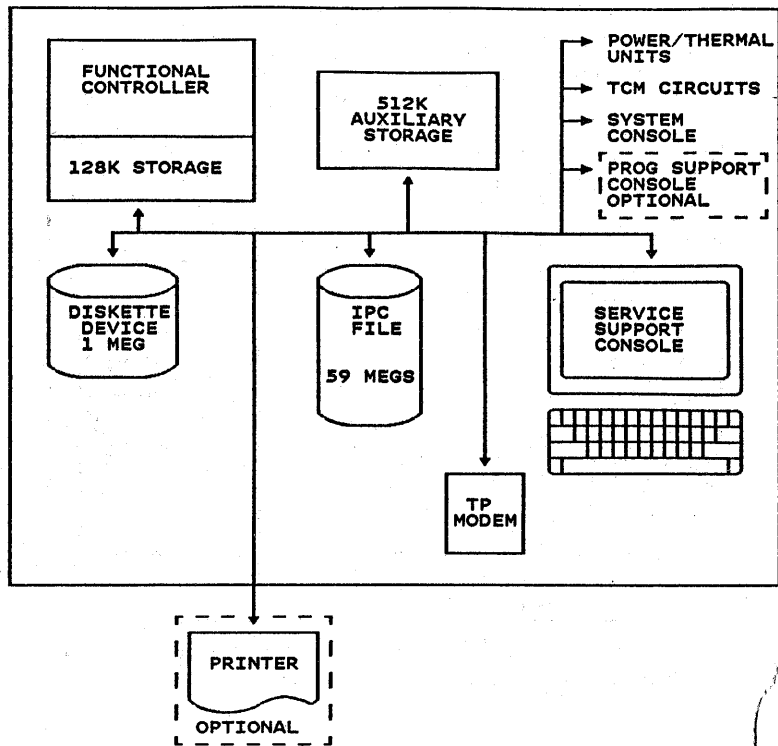 FUNCTIONAL
CONTROLLER
128K STORAGE
512K
AUXILIARY
STORAGE
POWER/THERMAL
UNITS
TCM CIRCUITS
SYSTEM
CONSOLE
PROG SUPPORT
CONSOLE
OPTIONAL
DISKETTE
DEVICE
1 MEG
IPC
FILE
59 MEGS
SERVICE
SUPPORT
CONSOLE
TP
MODEM
PRINTER
OPTIONAL